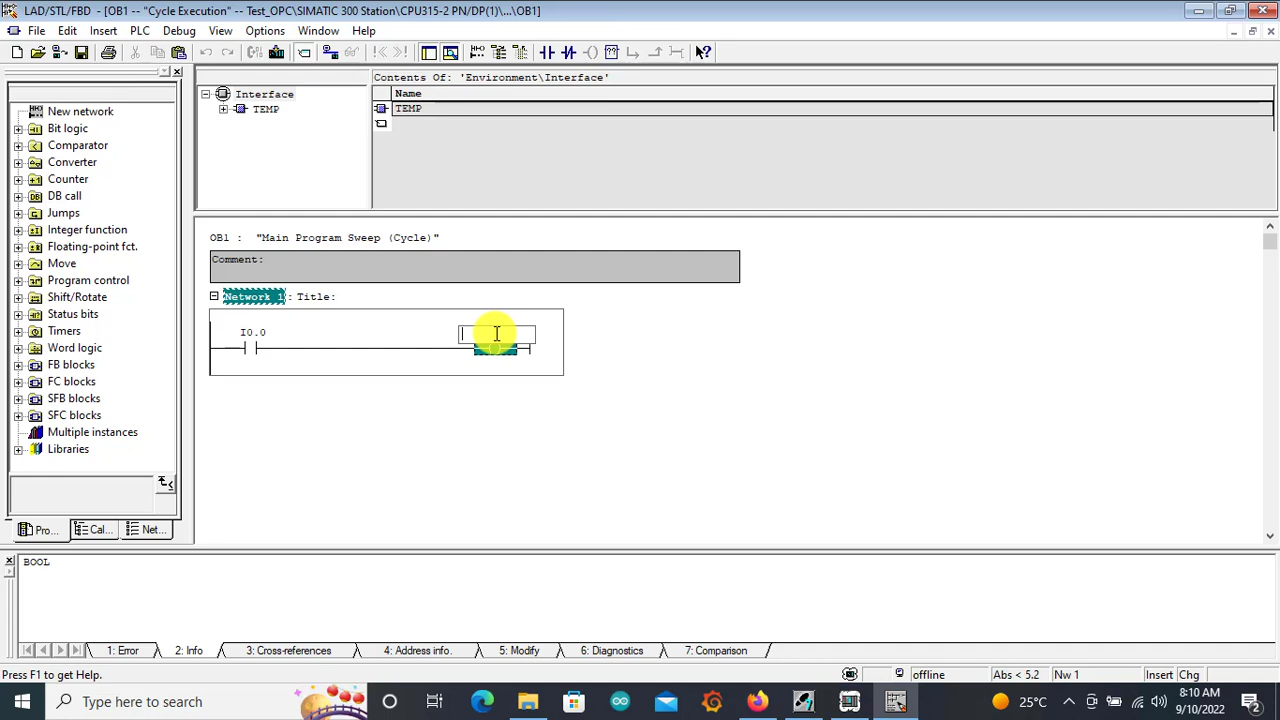 LAD/STL/FBD - [OB1 -- "Cycle Execution" -- Test_OPC\SIMATIC 300 Station\CPU315-2 PN/DP(1)\...\OB1]
File Edit Insert PLC Debug View Options Window Help
Contents Of: 'Environment\Interface'
Interface
TEMP
Name
TEMP
New network
Bit logic
Comparator
Converter
Counter
DB call
Jumps
Integer function
Floating-point fct.
Move
Program control
Shift/Rotate
Status bits
Timers
Word logic
FB blocks
FC blocks
SFB blocks
SFC blocks
Multiple instances
Libraries
Pro... Cal... Net...
OB1 : "Main Program Sweep (Cycle)"
Comment:
Network 1: Title:
I0.0
BOOL
1: Error 2: Info 3: Cross-references 4: Address info. 5: Modify 6: Diagnostics 7: Comparison
Press F1 to get Help. offline Abs < 5.2 Nw 1 Insert Chg
Type here to search 25°C 8:10 AM
9/10/2022 2